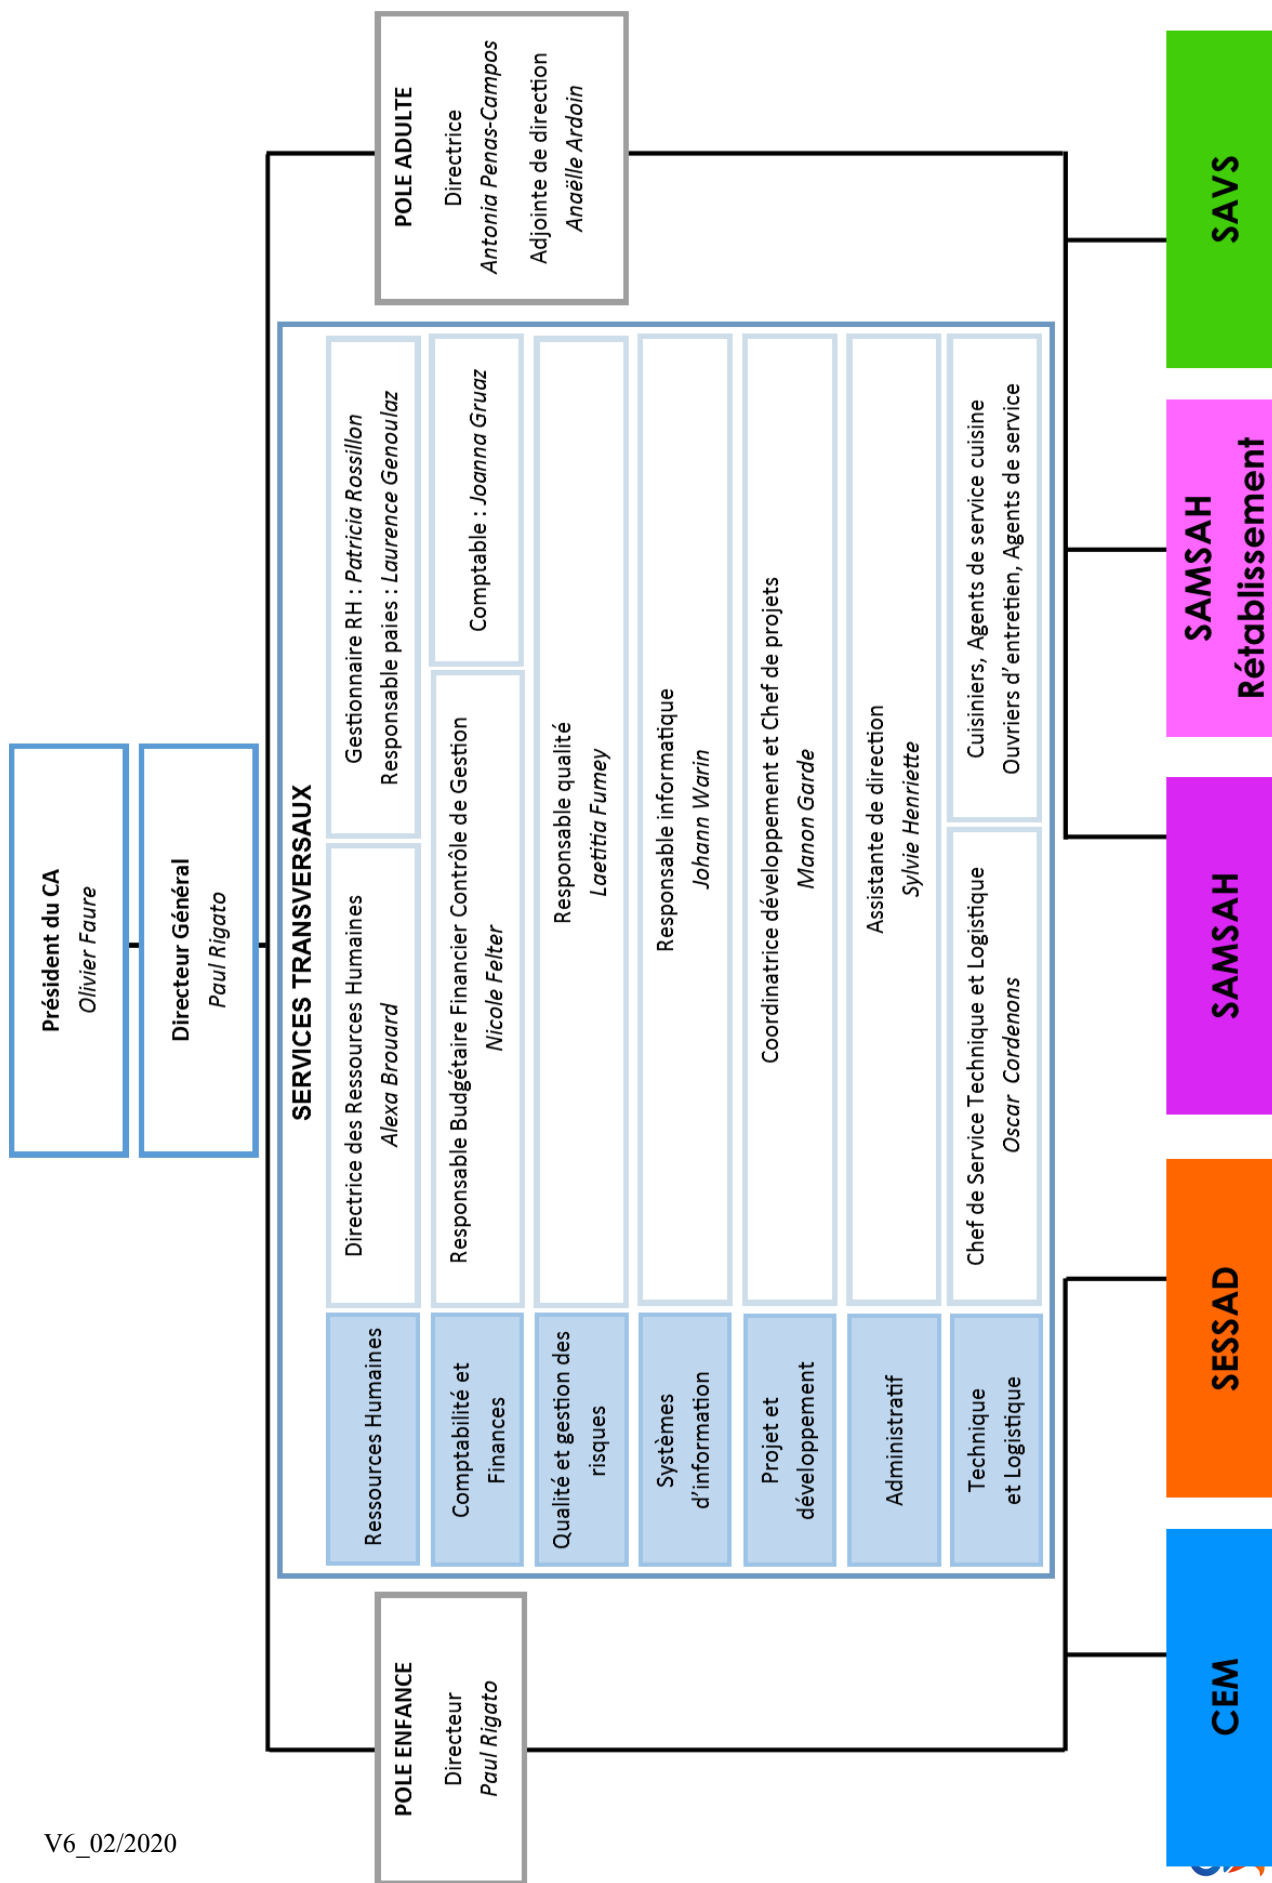 Président du CA
Olivier Faure
Directeur Général
Paul Rigato
POLE ENFANCE
Directeur
Paul Rigato
SERVICES TRANSVERSAUX
Ressources Humaines
Directrice des Ressources Humaines
Alexa Brouard
Gestionnaire RH : Patricia Rossillon
Responsable paies : Laurence Genoulaz
Comptabilité et
Finances
Responsable Budgétaire Financier Contrôle de Gestion
Nicole Felter
Comptable : Joanna Gruaz
Qualité et gestion des
risques
Responsable qualité
Laetitia Fumey
Systèmes
d'information
Responsable informatique
Johann Warin
Projet et
développement
Coordinatrice développement et Chef de projets
Manon Garde
Administratif
Assistante de direction
Sylvie Henriette
Technique
et Logistique
Chef de Service Technique et Logistique
Oscar Cordenons
Cuisiniers, Agents de service cuisine
Ouvriers d'entretien, Agents de service
POLE ADULTE
Directrice
Antonia Penas-Campos
Adjointe de direction
Anaëlle Ardoin
CEM
SESSAD
SAMSAH
SAMSAH
Rétablissement
SAVS
V6_02/2020